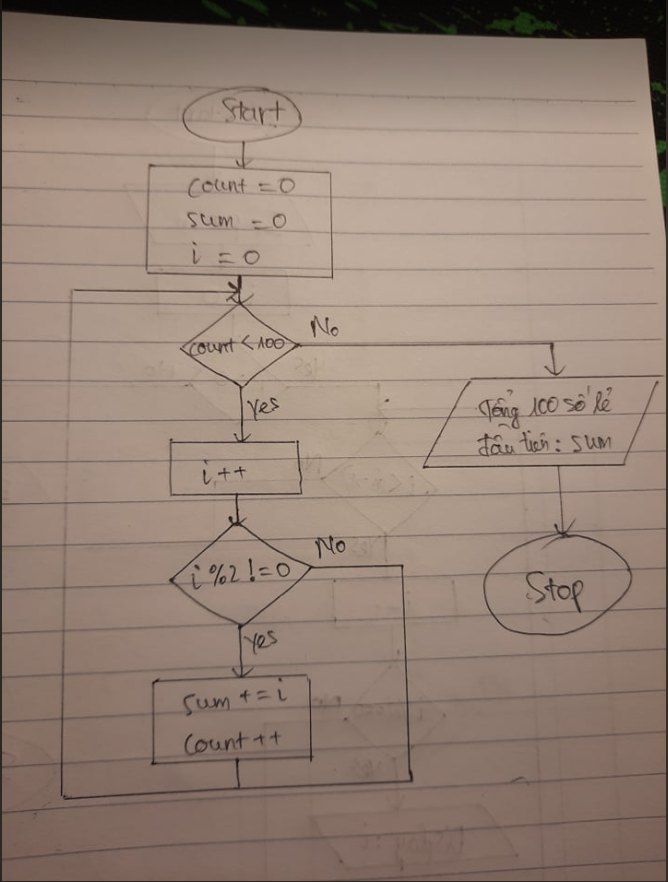 Start
count = 0
sum = 0
i = 0
count < 100
No
yes
i++
Tổng 100 số lẻ
đầu tiên: sum
i %2 != 0
No
Stop
yes
sum += i
count++